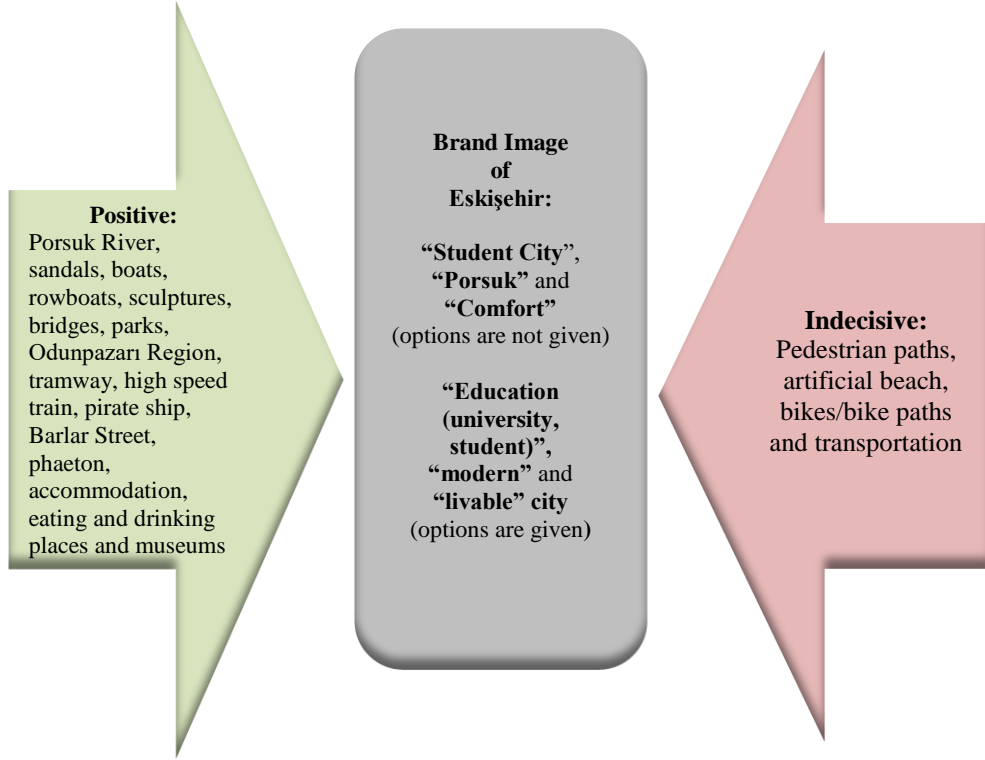 Positive:
Porsuk River,
sandals, boats,
rowboats, sculptures,
bridges, parks,
Odunpazarı Region,
tramway, high speed
train, pirate ship,
Barlar Street,
phaeton,
accommodation,
eating and drinking
places and museums
Brand Image
of
Eskişehir:
“Student City”,
“Porsuk” and
“Comfort”
(options are not given)
“Education
(university,
student)”,
“modern” and
“livable” city
(options are given)
Indecisive:
Pedestrian paths,
artificial beach,
bikes/bike paths
and transportation